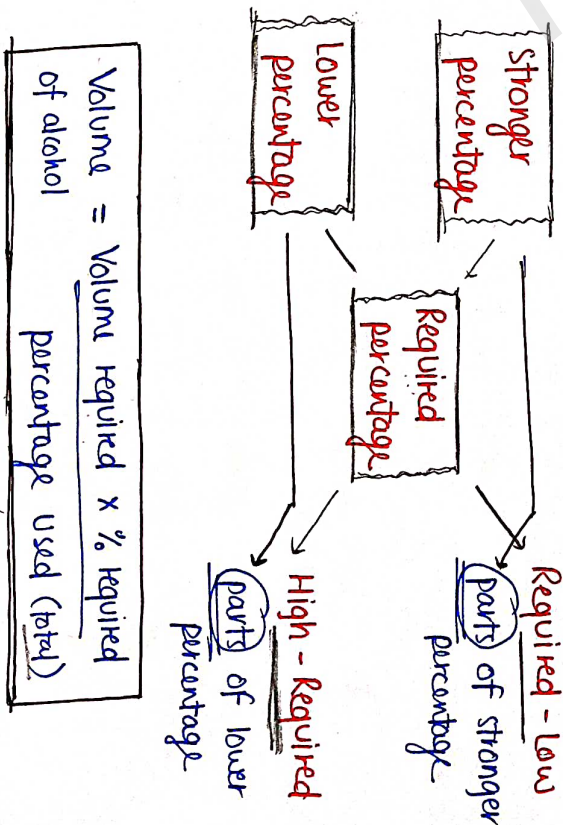 Stronger
percentage
Lower
percentage
Required
percentage
Required - Low
parts of stronger
percentage
High - Required
parts of lower
percentage
Volume = Volume required x % required
of alcohol percentage used (total)